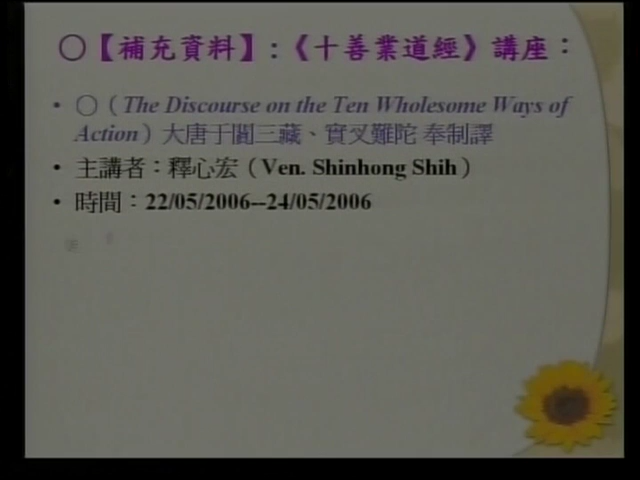 ○【補充資料】:《十善業道經》講座：
• ○（The Discourse on the Ten Wholesome Ways of
Action）大唐于闐三藏、實叉難陀 奉制譯
• 主講者：釋心宏（Ven. Shinhong Shih）
• 時間：22/05/2006--24/05/2006